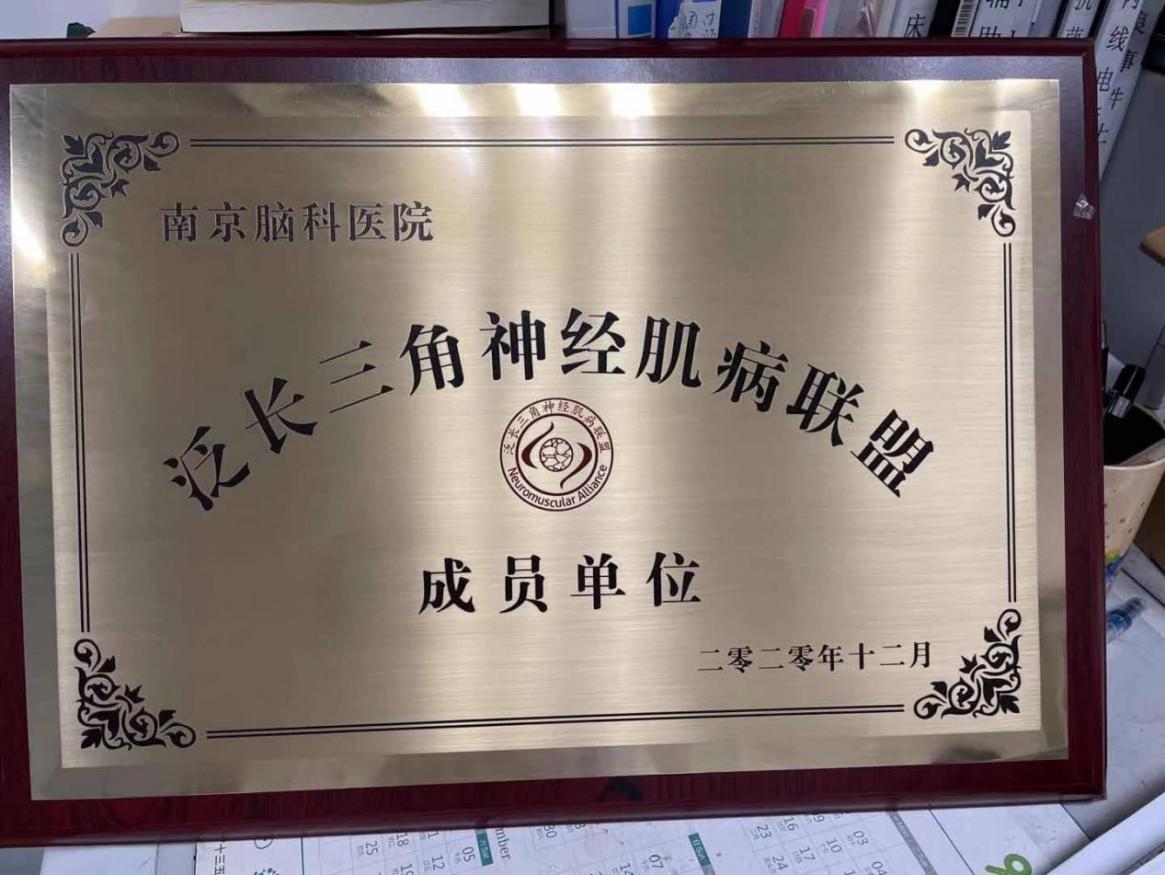 南京脑科医院
泛长三角神经肌病联盟
泛长三角神经肌病联盟
Neuromuscular Alliance
成员单位
二零二零年十二月